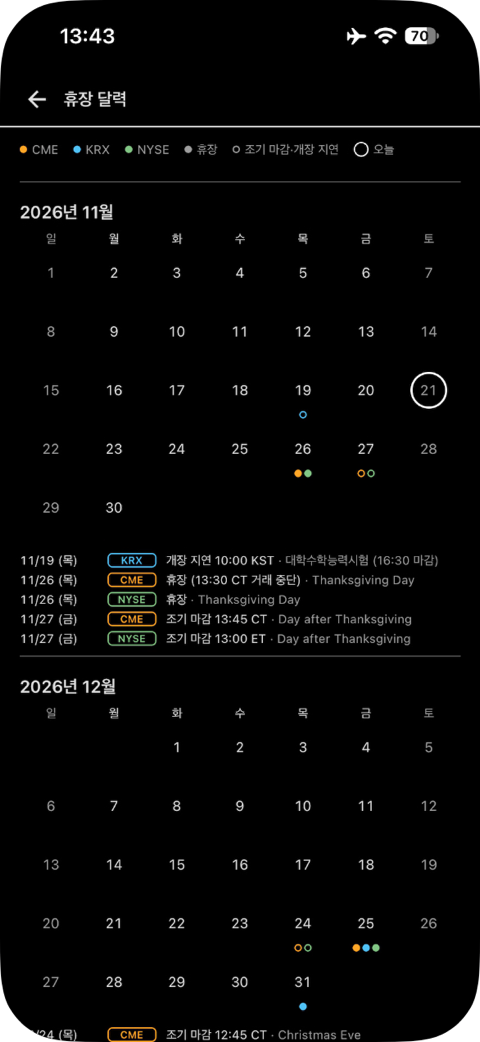 13:43
70
휴장 달력
CME KRX NYSE 휴장 조기 마감·개장 지연 오늘
2026년 11월
일 월 화 수 목 금 토
1 2 3 4 5 6 7
8 9 10 11 12 13 14
15 16 17 18 19 20 21
22 23 24 25 26 27 28
29 30
11/19 (목) KRX 개장 지연 10:00 KST · 대학수학능력시험 (16:30 마감)
11/26 (목) CME 휴장 (13:30 CT 거래 중단) · Thanksgiving Day
11/26 (목) NYSE 휴장 · Thanksgiving Day
11/27 (금) CME 조기 마감 13:45 CT · Day after Thanksgiving
11/27 (금) NYSE 조기 마감 13:00 ET · Day after Thanksgiving
2026년 12월
일 월 화 수 목 금 토
1 2 3 4 5
6 7 8 9 10 11 12
13 14 15 16 17 18 19
20 21 22 23 24 25 26
27 28 29 30 31
/24 (목) CME 조기 마감 12:45 CT · Christmas Eve